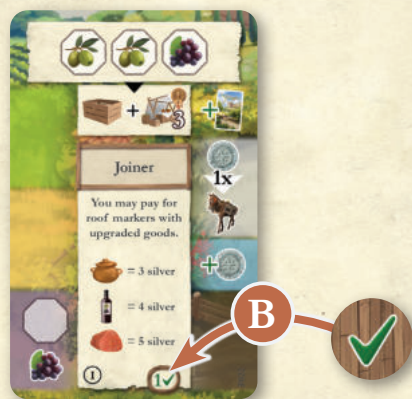 + 3 +
1x
Joiner
You may pay for
roof markers with
upgraded goods.
+
= 3 silver
= 4 silver
= 5 silver
B
I
1✓